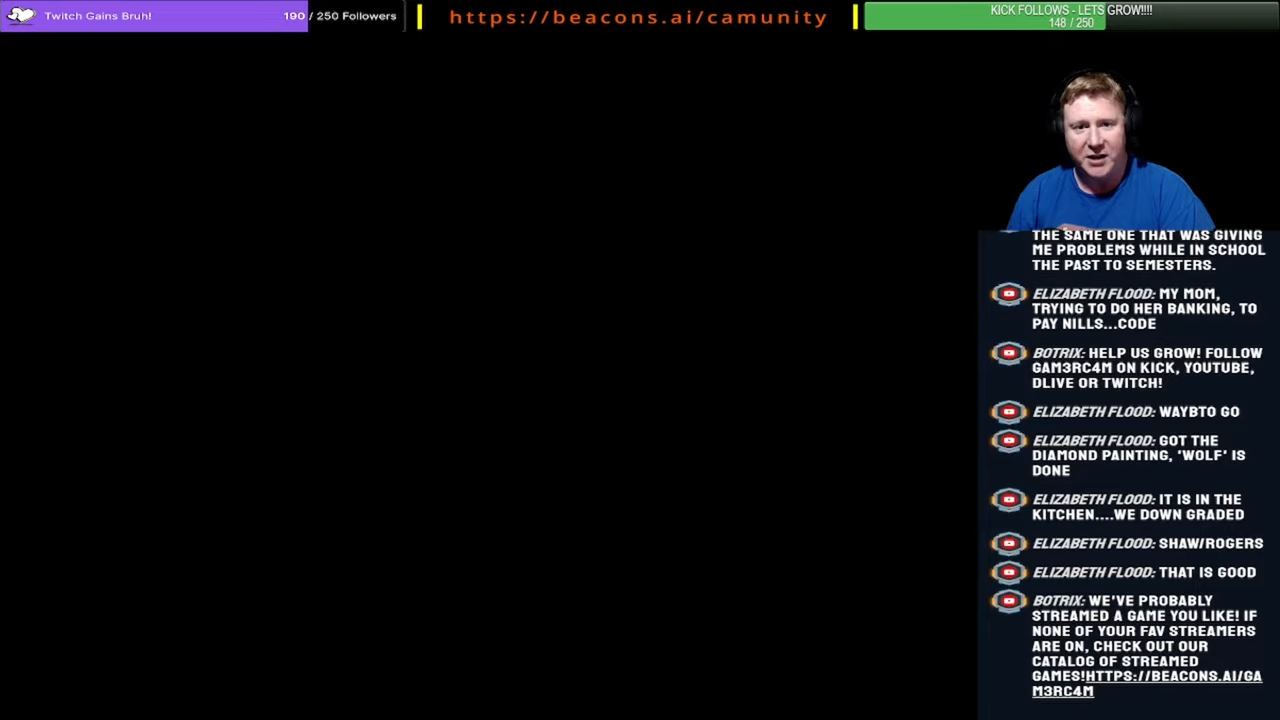 Twitch Gains Bruh!
190 / 250 Followers
https://beacons.ai/camunity
KICK FOLLOWS - LETS GROW!!!!
148 / 250
THE SAME ONE THAT WAS GIVING
ME PROBLEMS WHILE IN SCHOOL
THE PAST TO SEMESTERS.
ELIZABETH FLOOD: MY MOM,
TRYING TO DO HER BANKING, TO
PAY NILLS...CODE
BOTRIX: HELP US GROW! FOLLOW
GAM3RC4M ON KICK, YOUTUBE,
DLIVE OR TWITCH!
ELIZABETH FLOOD: WAYBTO GO
ELIZABETH FLOOD: GOT THE
DIAMOND PAINTING, 'WOLF' IS
DONE
ELIZABETH FLOOD: IT IS IN THE
KITCHEN....WE DOWN GRADED
ELIZABETH FLOOD: SHAW/ROGERS
ELIZABETH FLOOD: THAT IS GOOD
BOTRIX: WE'VE PROBABLY
STREAMED A GAME YOU LIKE! IF
NONE OF YOUR FAV STREAMERS
ARE ON, CHECK OUT OUR
CATALOG OF STREAMED
GAMES!HTTPS://BEACONS.AI/GA
M3RC4M